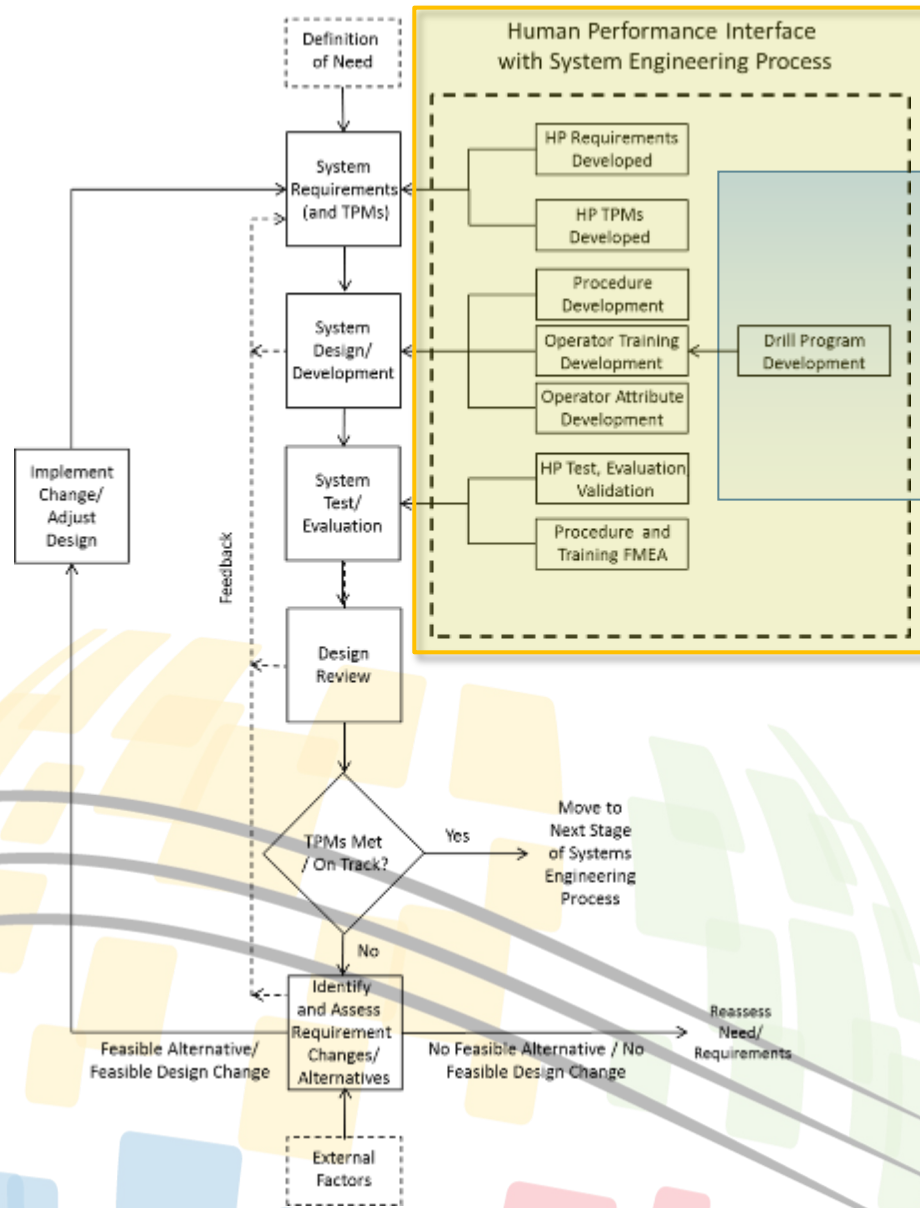 Definition
of Need
Human Performance Interface
with System Engineering Process
System
Requirements
(and TPMs)
HP Requirements
Developed
HP TPMs
Developed
System
Design/
Development
Procedure
Development
Operator Training
Development
Operator Attribute
Development
Drill Program
Development
System
Test/
Evaluation
HP Test, Evaluation,
Validation
Procedure and
Training FMEA
Implement
Change/
Adjust
Design
Feedback
Design
Review
TPMs Met
/ On Track?
Yes
Move to
Next Stage
of Systems
Engineering
Process
No
Identify
and Assess
Requirement
Changes/
Alternatives
Feasible Alternative/
Feasible Design Change
No Feasible Alternative / No
Feasible Design Change
Reassess
Need/
Requirements
External
Factors